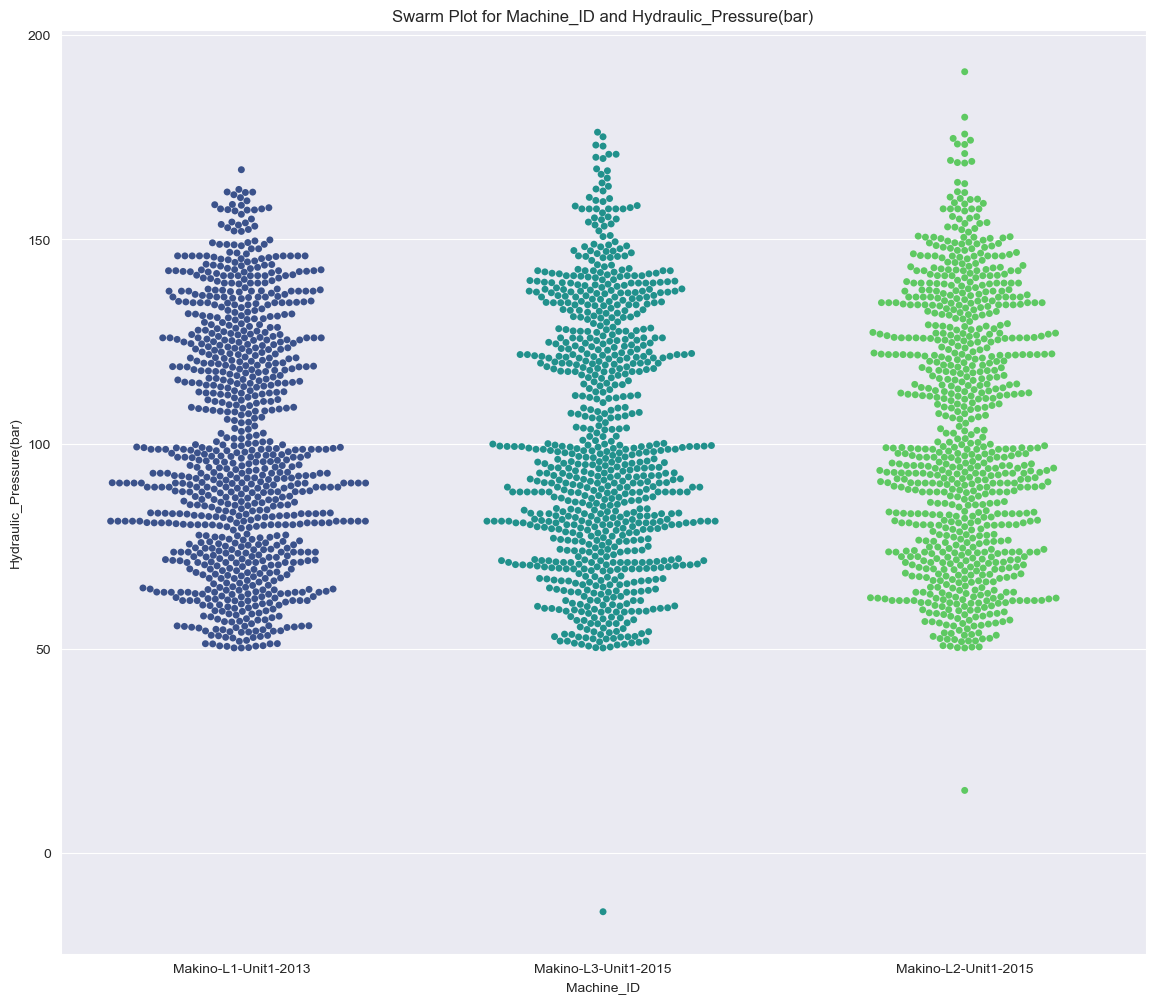 Swarm Plot for Machine_ID and Hydraulic_Pressure(bar)
200
150
100
50
0
Hydraulic_Pressure(bar)
Makino-L1-Unit1-2013
Makino-L3-Unit1-2015
Makino-L2-Unit1-2015
Machine_ID